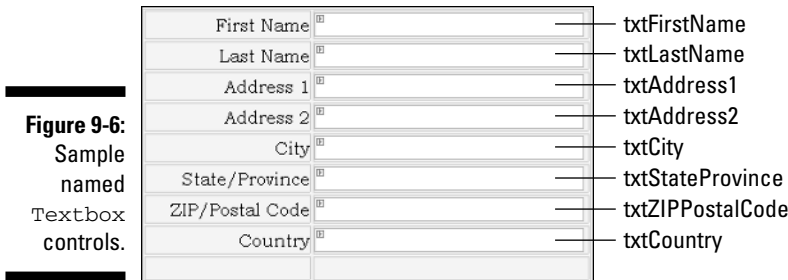 First Name txtFirstName
Last Name txtLastName
Address 1 txtAddress1
Address 2 txtAddress2
City txtCity
State/Province txtStateProvince
ZIP/Postal Code txtZIPPostalCode
Country txtCountry
Figure 9-6:
Sample
named
Textbox
controls.